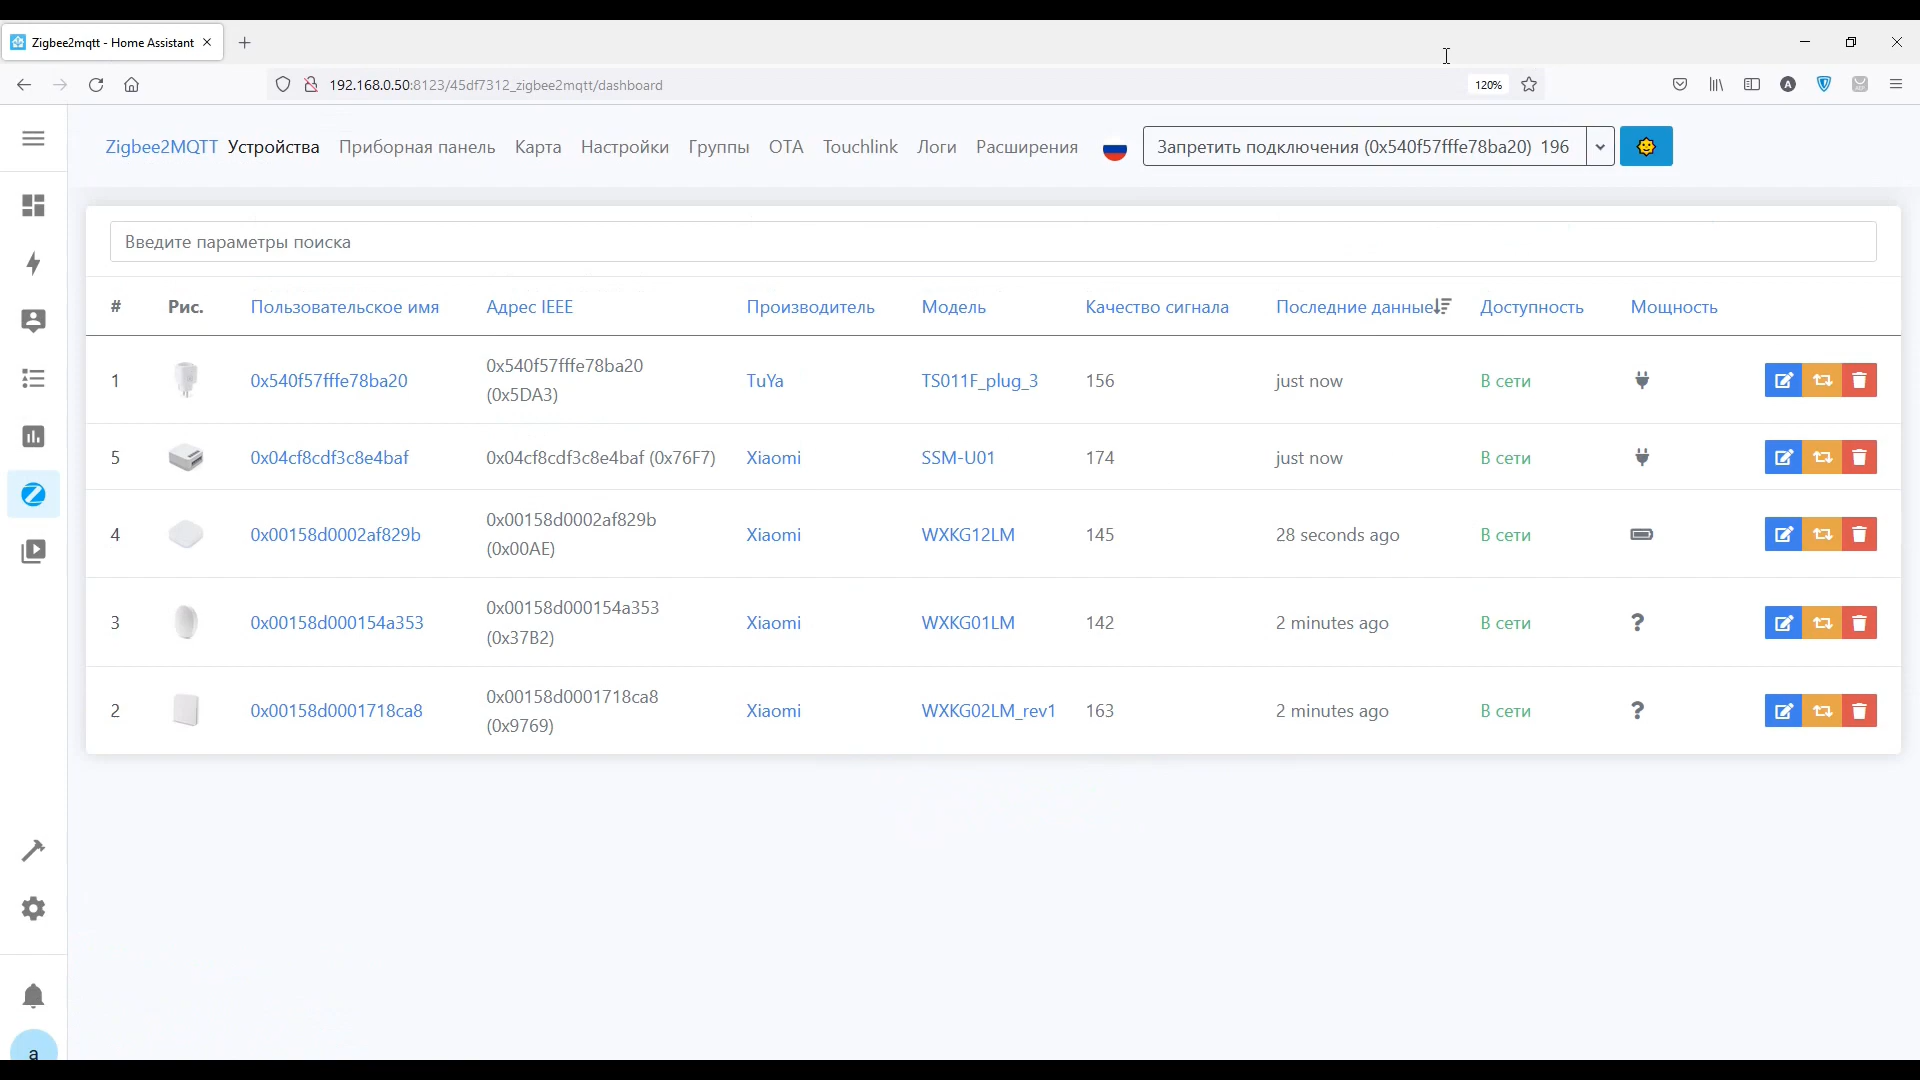 Zigbee2mqtt - Home Assistant
192.168.0.50:8123/45df7312_zigbee2mqtt/dashboard 120% A
Zigbee2MQTT Устройства Приборная панель Карта Настройки Группы OTA Touchlink Логи Расширения Запретить подключения (0x540f57fffe78ba20) 196
Введите параметры поиска
# Рис. Пользовательское имя Адрес IEEE Производитель Модель Качество сигнала Последние данные Доступность Мощность
1 0x540f57fffe78ba20 0x540f57fffe78ba20 (0x5DA3) TuYa TS011F_plug_3 156 just now В сети
5 0x04cf8cdf3c8e4baf 0x04cf8cdf3c8e4baf (0x76F7) Xiaomi SSM-U01 174 just now В сети
4 0x00158d0002af829b 0x00158d0002af829b (0x00AE) Xiaomi WXKG12LM 145 28 seconds ago В сети
3 0x00158d000154a353 0x00158d000154a353 (0x37B2) Xiaomi WXKG01LM 142 2 minutes ago В сети ?
2 0x00158d0001718ca8 0x00158d0001718ca8 (0x9769) Xiaomi WXKG02LM_rev1 163 2 minutes ago В сети ?
a